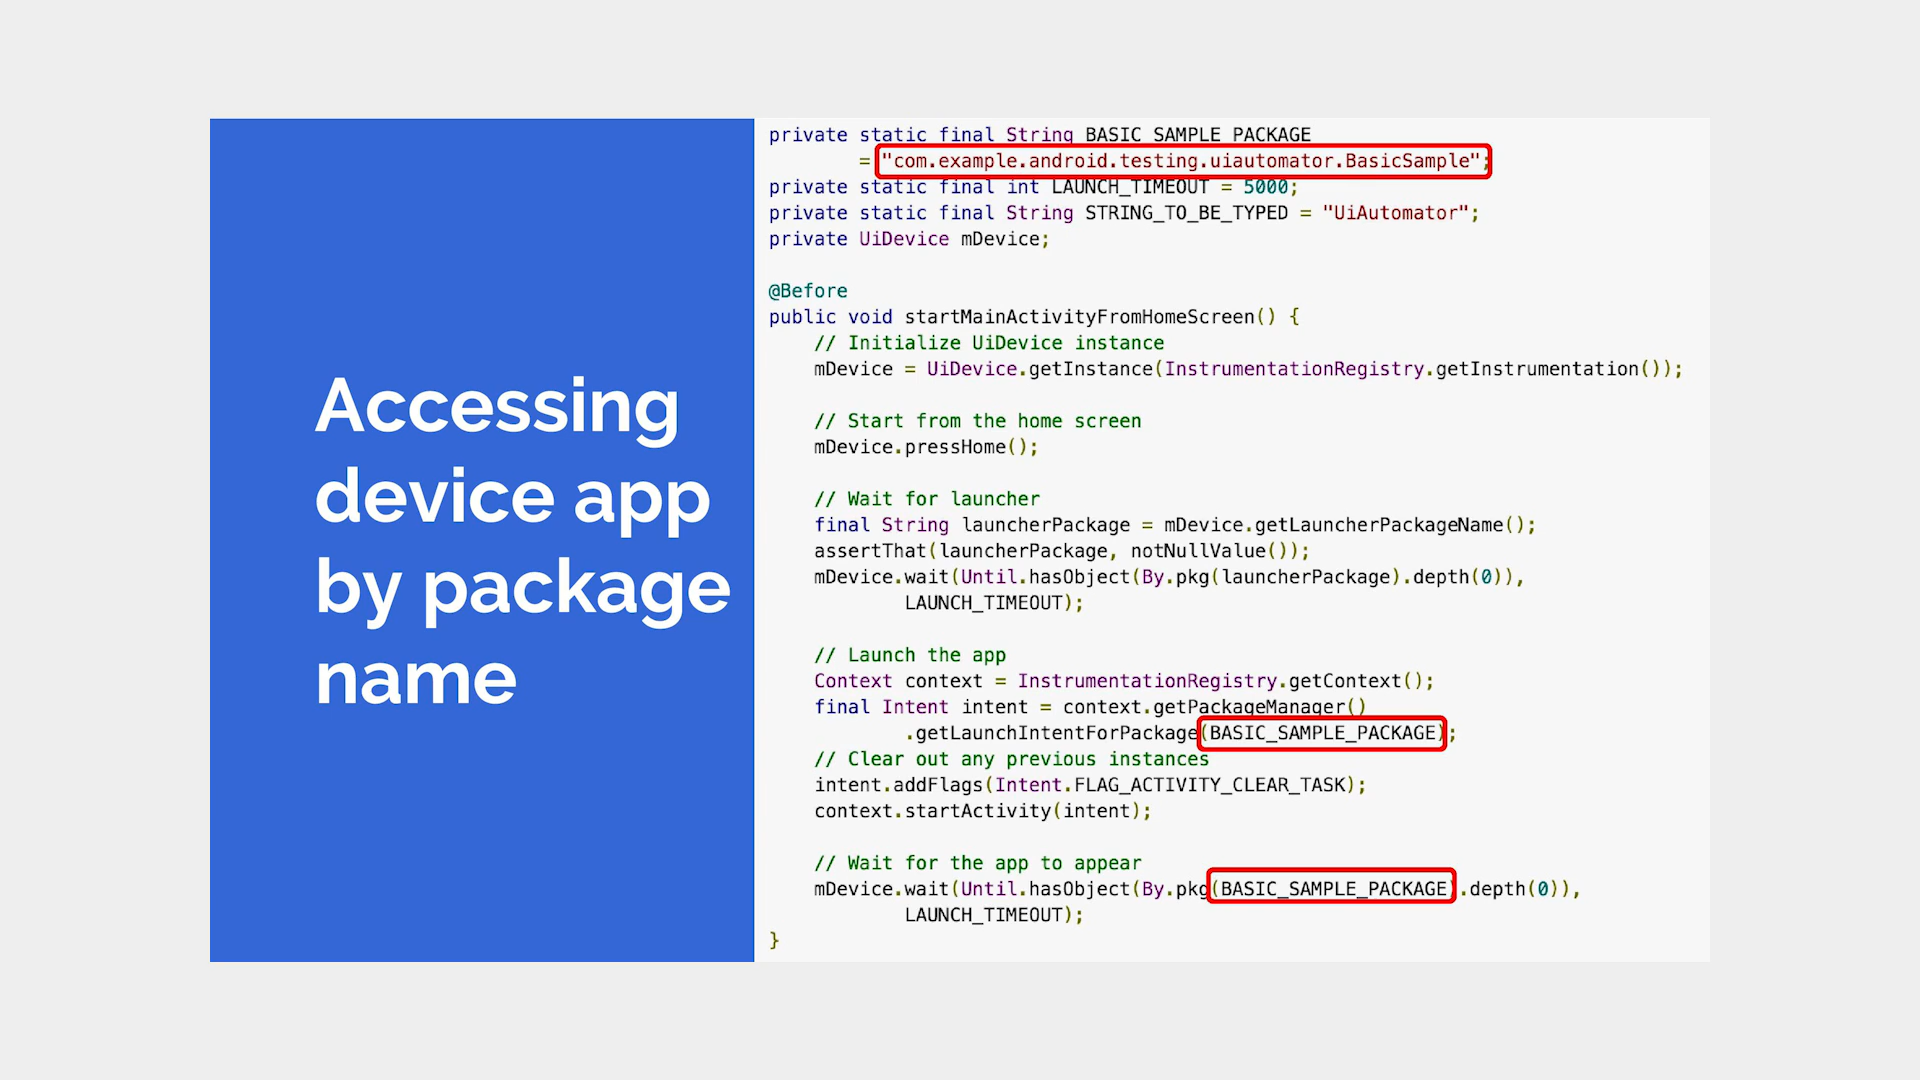 Accessing
device app
by package
name
private static final String BASIC_SAMPLE_PACKAGE
        = "com.example.android.testing.uiautomator.BasicSample";
private static final int LAUNCH_TIMEOUT = 5000;
private static final String STRING_TO_BE_TYPED = "UiAutomator";
private UiDevice mDevice;

@Before
public void startMainActivityFromHomeScreen() {
    // Initialize UiDevice instance
    mDevice = UiDevice.getInstance(InstrumentationRegistry.getInstrumentation());

    // Start from the home screen
    mDevice.pressHome();

    // Wait for launcher
    final String launcherPackage = mDevice.getLauncherPackageName();
    assertThat(launcherPackage, notNullValue());
    mDevice.wait(Until.hasObject(By.pkg(launcherPackage).depth(0)),
            LAUNCH_TIMEOUT);

    // Launch the app
    Context context = InstrumentationRegistry.getContext();
    final Intent intent = context.getPackageManager()
            .getLaunchIntentForPackage(BASIC_SAMPLE_PACKAGE);
    // Clear out any previous instances
    intent.addFlags(Intent.FLAG_ACTIVITY_CLEAR_TASK);
    context.startActivity(intent);

    // Wait for the app to appear
    mDevice.wait(Until.hasObject(By.pkg(BASIC_SAMPLE_PACKAGE).depth(0)),
            LAUNCH_TIMEOUT);
}